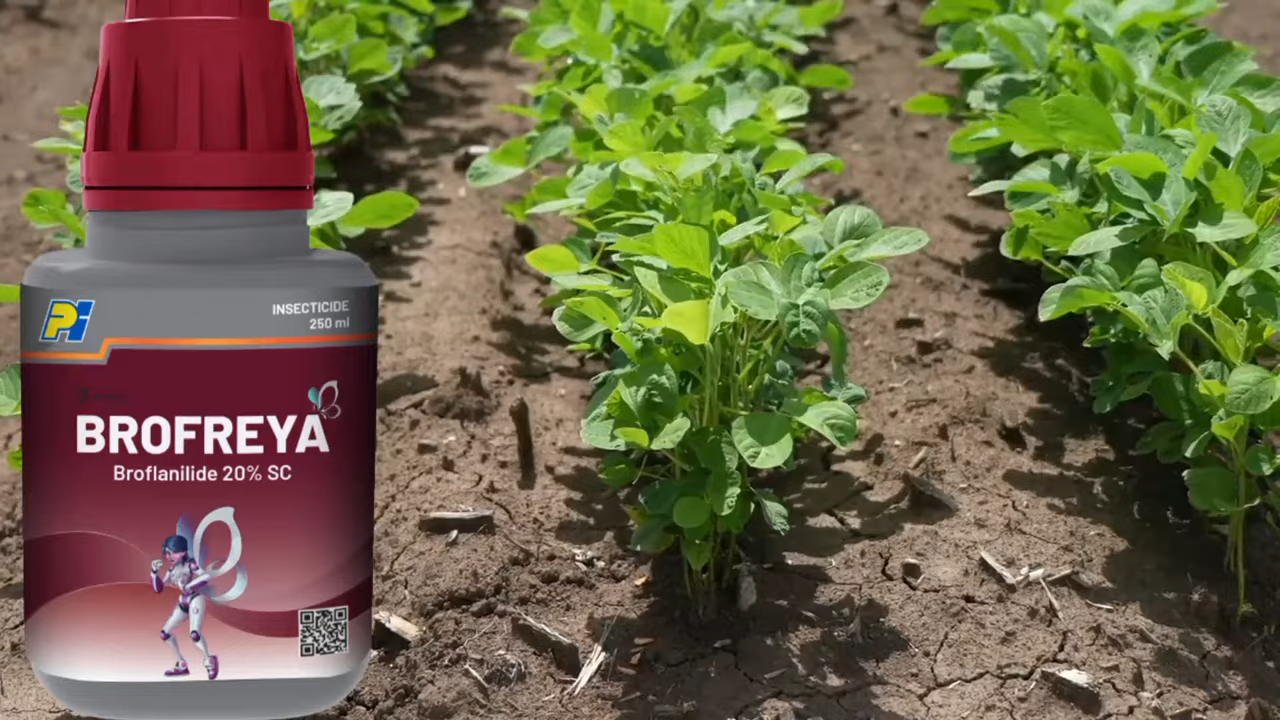 Pi
INSECTICIDE
250 ml
BROFREYA
Broflanilide 20% SC